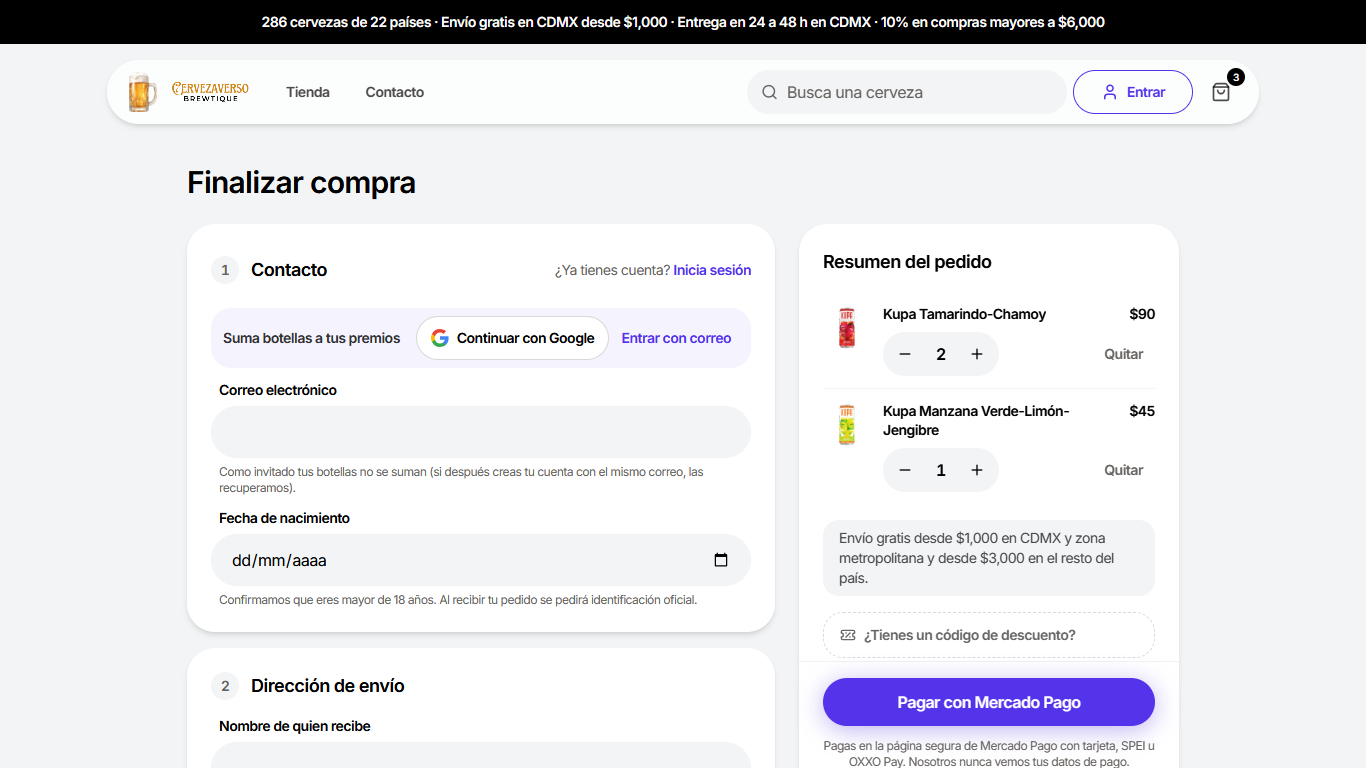 286 cervezas de 22 países · Envío gratis en CDMX desde $1,000 · Entrega en 24 a 48 h en CDMX · 10% en compras mayores a $6,000
CERVEZAVERSO
BREWTIQUE
Tienda
Contacto
Busca una cerveza
Entrar
3
Finalizar compra
1
Contacto
¿Ya tienes cuenta? Inicia sesión
Suma botellas a tus premios
Continuar con Google
Entrar con correo
Correo electrónico
Como invitado tus botellas no se suman (si después creas tu cuenta con el mismo correo, las
recuperamos).
Fecha de nacimiento
dd/mm/aaaa
Confirmamos que eres mayor de 18 años. Al recibir tu pedido se pedirá identificación oficial.
2
Dirección de envío
Nombre de quien recibe
Resumen del pedido
Kupa Tamarindo-Chamoy
$90
2
Quitar
Kupa Manzana Verde-Limón-
Jengibre
$45
1
Quitar
Envío gratis desde $1,000 en CDMX y zona
metropolitana y desde $3,000 en el resto del
país.
¿Tienes un código de descuento?
Pagar con Mercado Pago
Pagas en la página segura de Mercado Pago con tarjeta, SPEI u
OXXO Pay. Nosotros nunca vemos tus datos de pago.